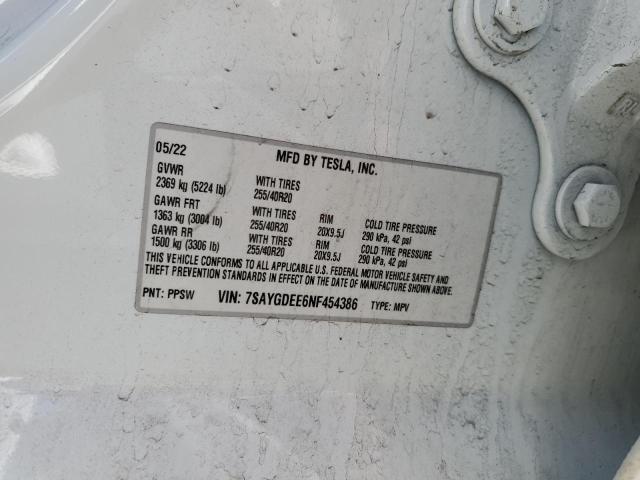 05/22 MFD BY TESLA, INC.
GVWR
2369 kg (5224 lb) WITH TIRES 255/40R20
GAWR FRT
1363 kg (3004 lb) WITH TIRES 255/40R20 RIM 20X9.5J COLD TIRE PRESSURE 290 kPa, 42 psi
GAWR RR
1500 kg (3306 lb) WITH TIRES 255/40R20 RIM 20X9.5J COLD TIRE PRESSURE 290 kPa, 42 psi
THIS VEHICLE CONFORMS TO ALL APPLICABLE U.S. FEDERAL MOTOR VEHICLE SAFETY AND
THEFT PREVENTION STANDARDS IN EFFECT ON THE DATE OF MANUFACTURE SHOWN ABOVE.
PNT: PPSW VIN: 7SAYGDEE6NF454386 TYPE: MPV